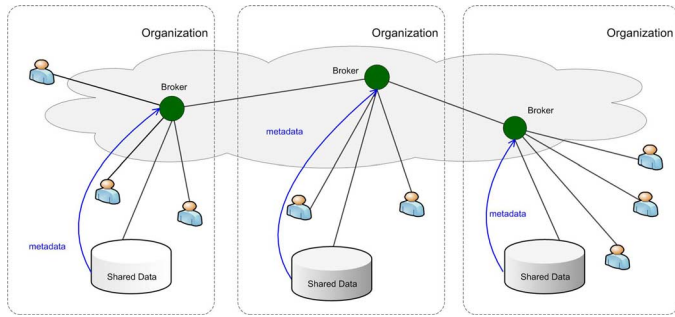 Organization
Organization
Organization
Broker
Broker
Broker
metadata
metadata
metadata
Shared Data
Shared Data
Shared Data